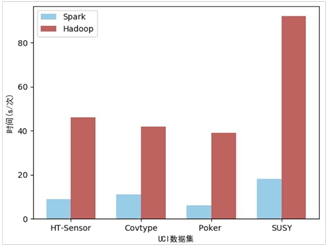 Spark
Hadoop
80
60
40
20
0
时间(s/次)
HT-Sensor Covtype Poker SUSY
UCI数据集